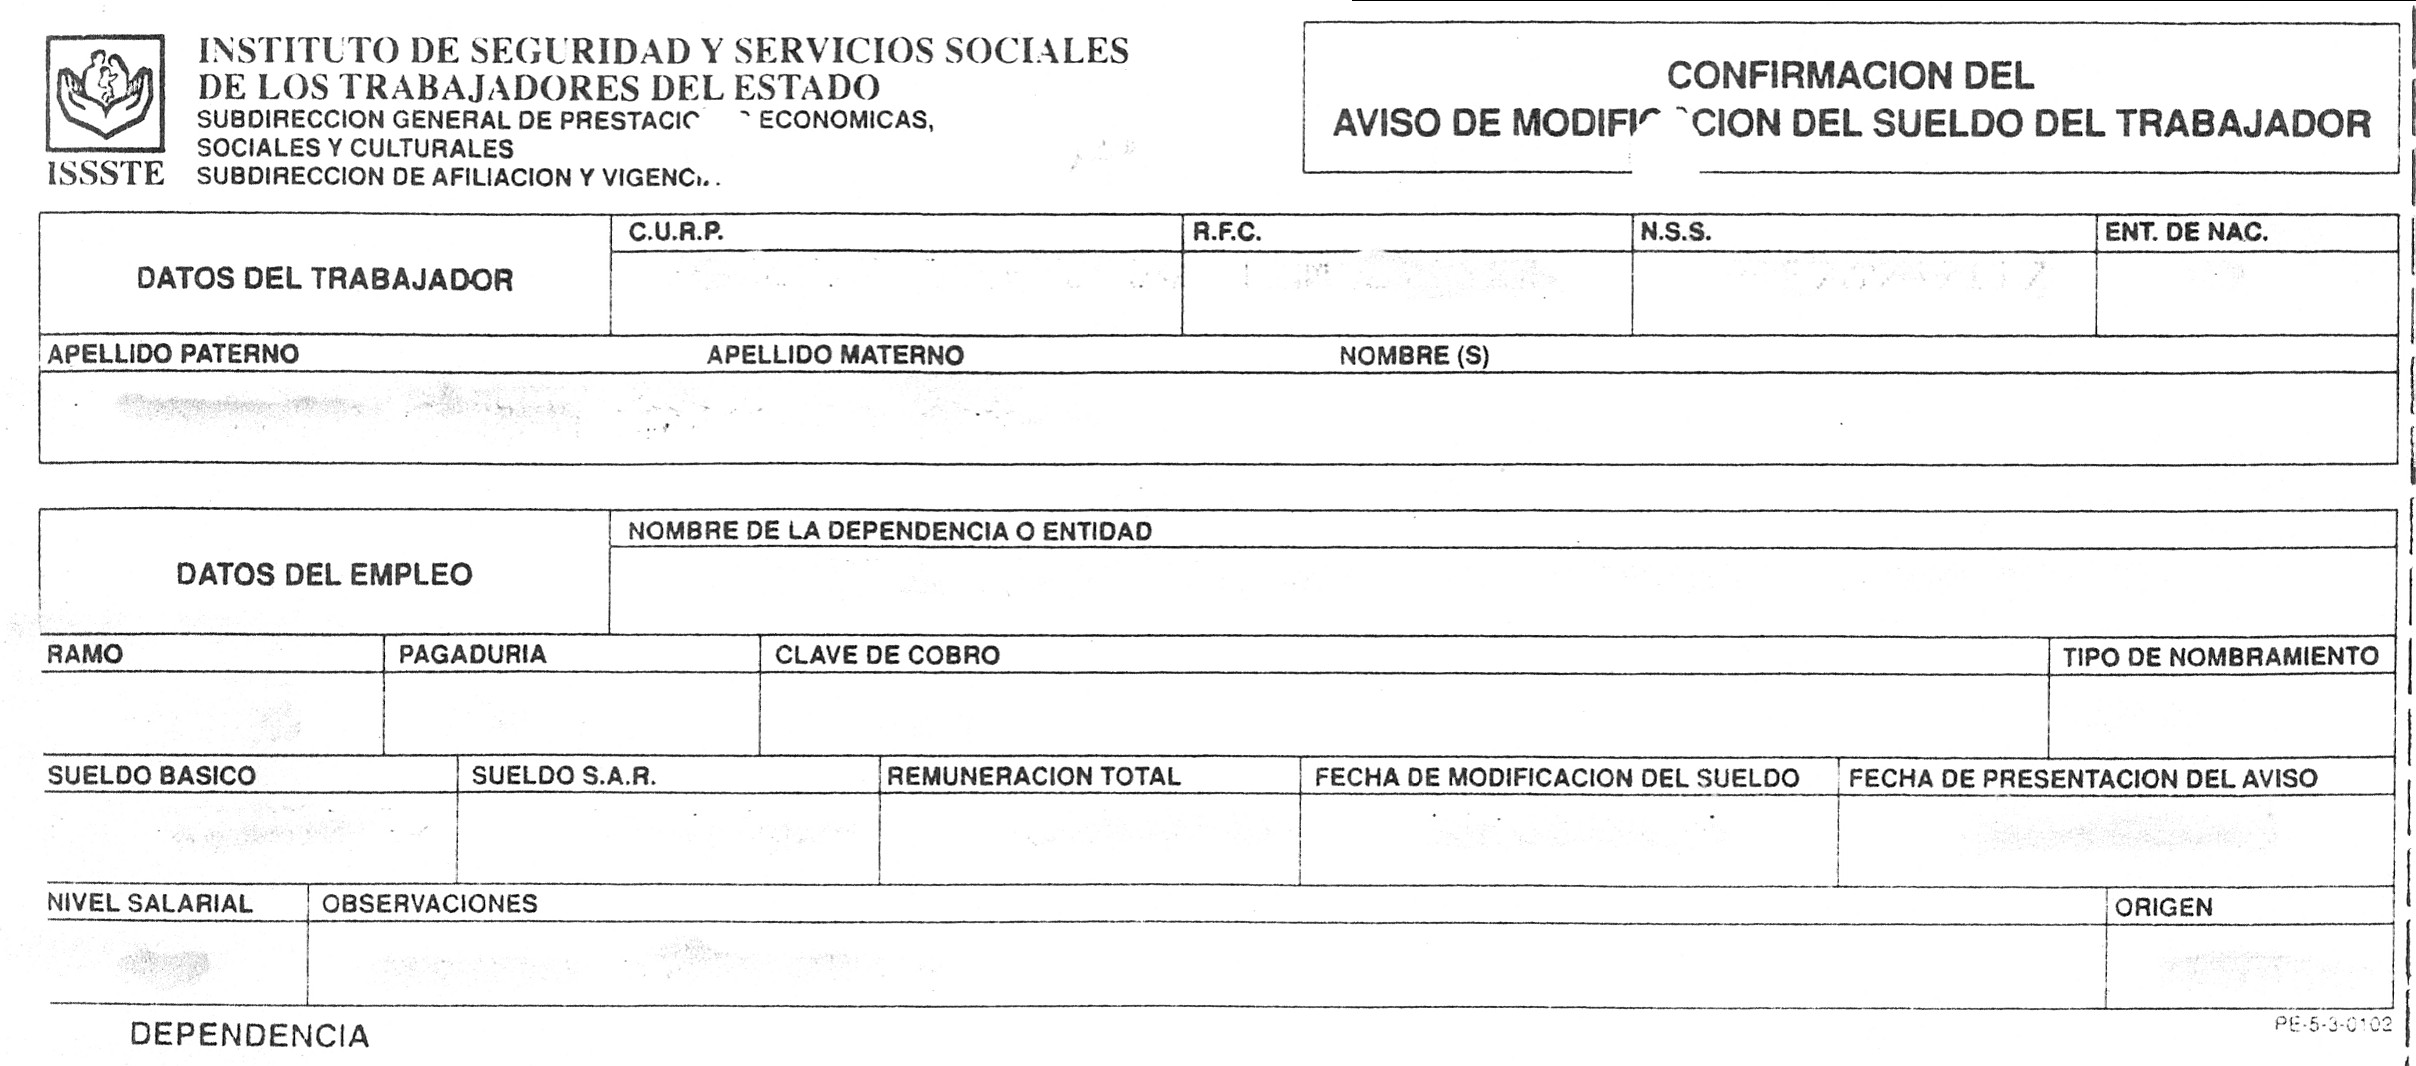 INSTITUTO DE SEGURIDAD Y SERVICIOS SOCIALES
DE LOS TRABAJADORES DEL ESTADO
SUBDIRECCION GENERAL DE ECONOMICAS,
SOCIALES Y CULTURALES
SUBDIRECCION DE AFILIACION Y
ISSSTE
CONFIRMACION DEL
AVISO DE DEL SUELDO DEL TRABAJADOR
DATOS DEL TRABAJADOR
C.U.R.P. R.F.C. N.S.S. ENT. DE NAC.
APELLIDO PATERNO APELLIDO MATERNO NOMBRE (S)
DATOS DEL EMPLEO
NOMBRE DE LA DEPENDENCIA O ENTIDAD
RAMO PAGADURIA CLAVE DE COBRO TIPO DE NOMBRAMIENTO
SUELDO BASICO SUELDO S.A.R. REMUNERACION TOTAL FECHA DE MODIFICACION DEL SUELDO FECHA DE PRESENTACION DEL AVISO
NIVEL SALARIAL OBSERVACIONES ORIGEN
DEPENDENCIA
PE-5-3-0102